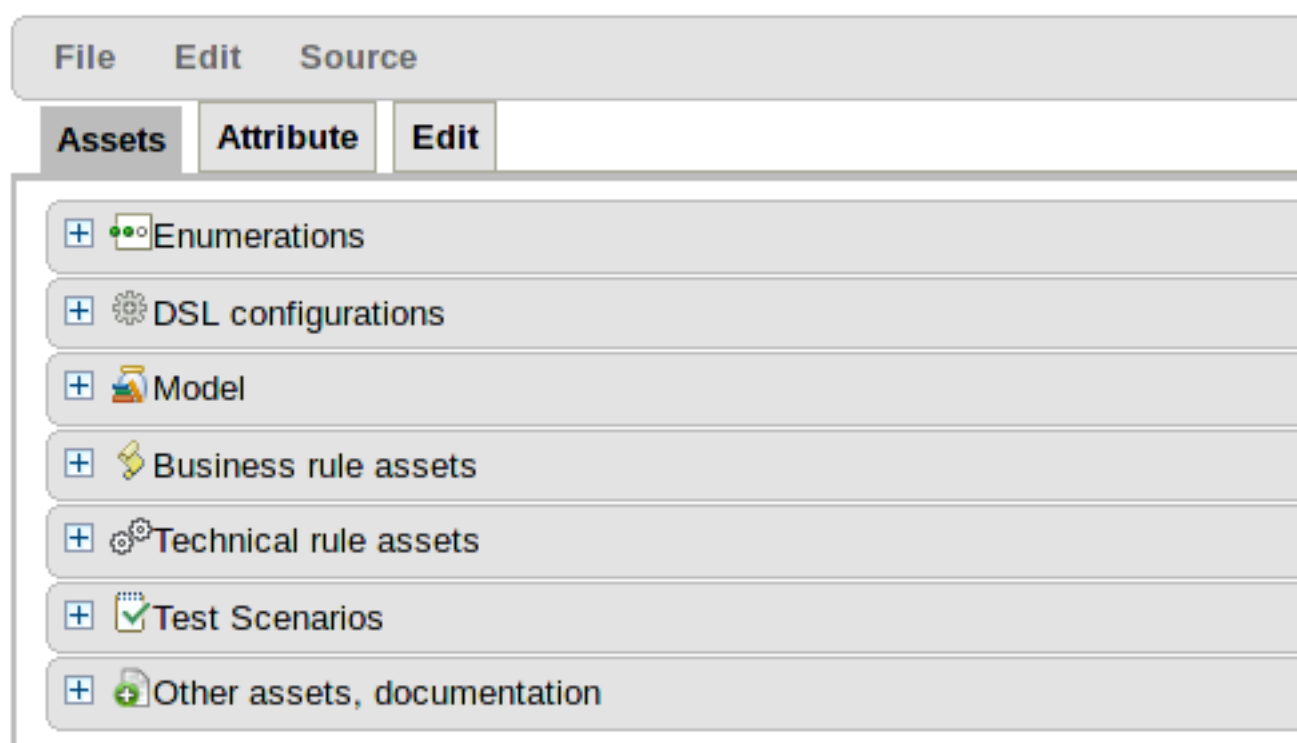 File Edit Source
Assets Attribute Edit
Enumerations
DSL configurations
Model
Business rule assets
Technical rule assets
Test Scenarios
Other assets, documentation